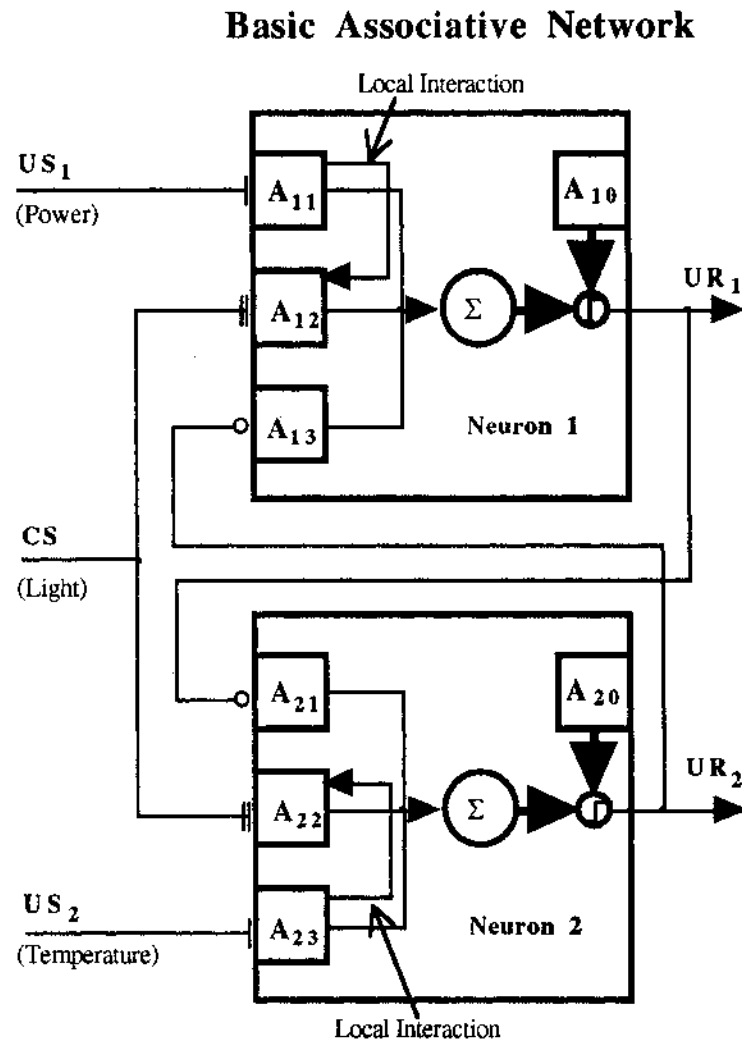 Basic Associative Network
Local Interaction
US1
(Power)
A11
A10
A12
Σ
UR1
A13
Neuron 1
CS
(Light)
A21
A20
A22
Σ
UR2
US2
(Temperature)
A23
Neuron 2
Local Interaction